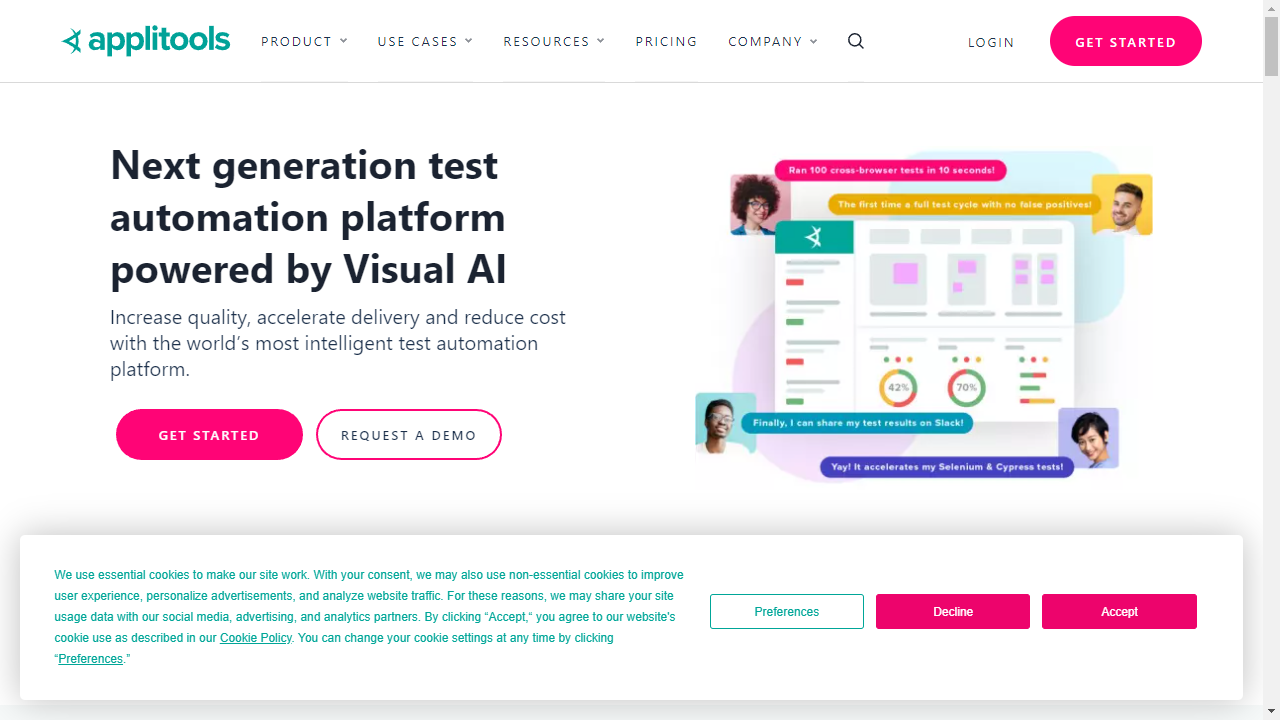 applitools
PRODUCT
USE CASES
RESOURCES
PRICING
COMPANY
LOGIN
GET STARTED
Next generation test
automation platform
powered by Visual AI
Increase quality, accelerate delivery and reduce cost
with the world’s most intelligent test automation
platform.
GET STARTED
REQUEST A DEMO
Ran 100 cross-browser tests in 10 seconds!
The first time a full test cycle with no false positives!
42%
70%
Finally, I can share my test results on Slack!
Yay! It accelerates my Selenium & Cypress tests!
We use essential cookies to make our site work. With your consent, we may also use non-essential cookies to improve
user experience, personalize advertisements, and analyze website traffic. For these reasons, we may share your site
usage data with our social media, advertising, and analytics partners. By clicking “Accept,“ you agree to our website's
cookie use as described in our Cookie Policy. You can change your cookie settings at any time by clicking
“Preferences.”
Preferences
Decline
Accept